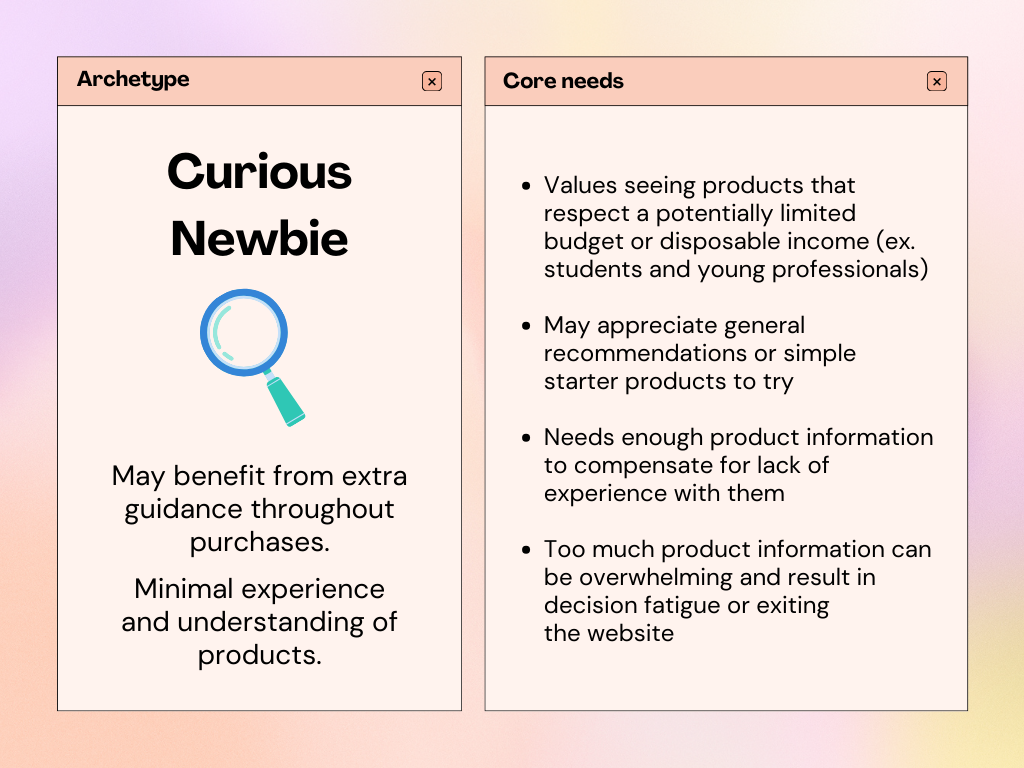 Archetype
Curious
Newbie
May benefit from extra
guidance throughout
purchases.
Minimal experience
and understanding of
products.
Core needs
• Values seeing products that
respect a potentially limited
budget or disposable income (ex.
students and young professionals)
• May appreciate general
recommendations or simple
starter products to try
• Needs enough product information
to compensate for lack of
experience with them
• Too much product information can
be overwhelming and result in
decision fatigue or exiting
the website